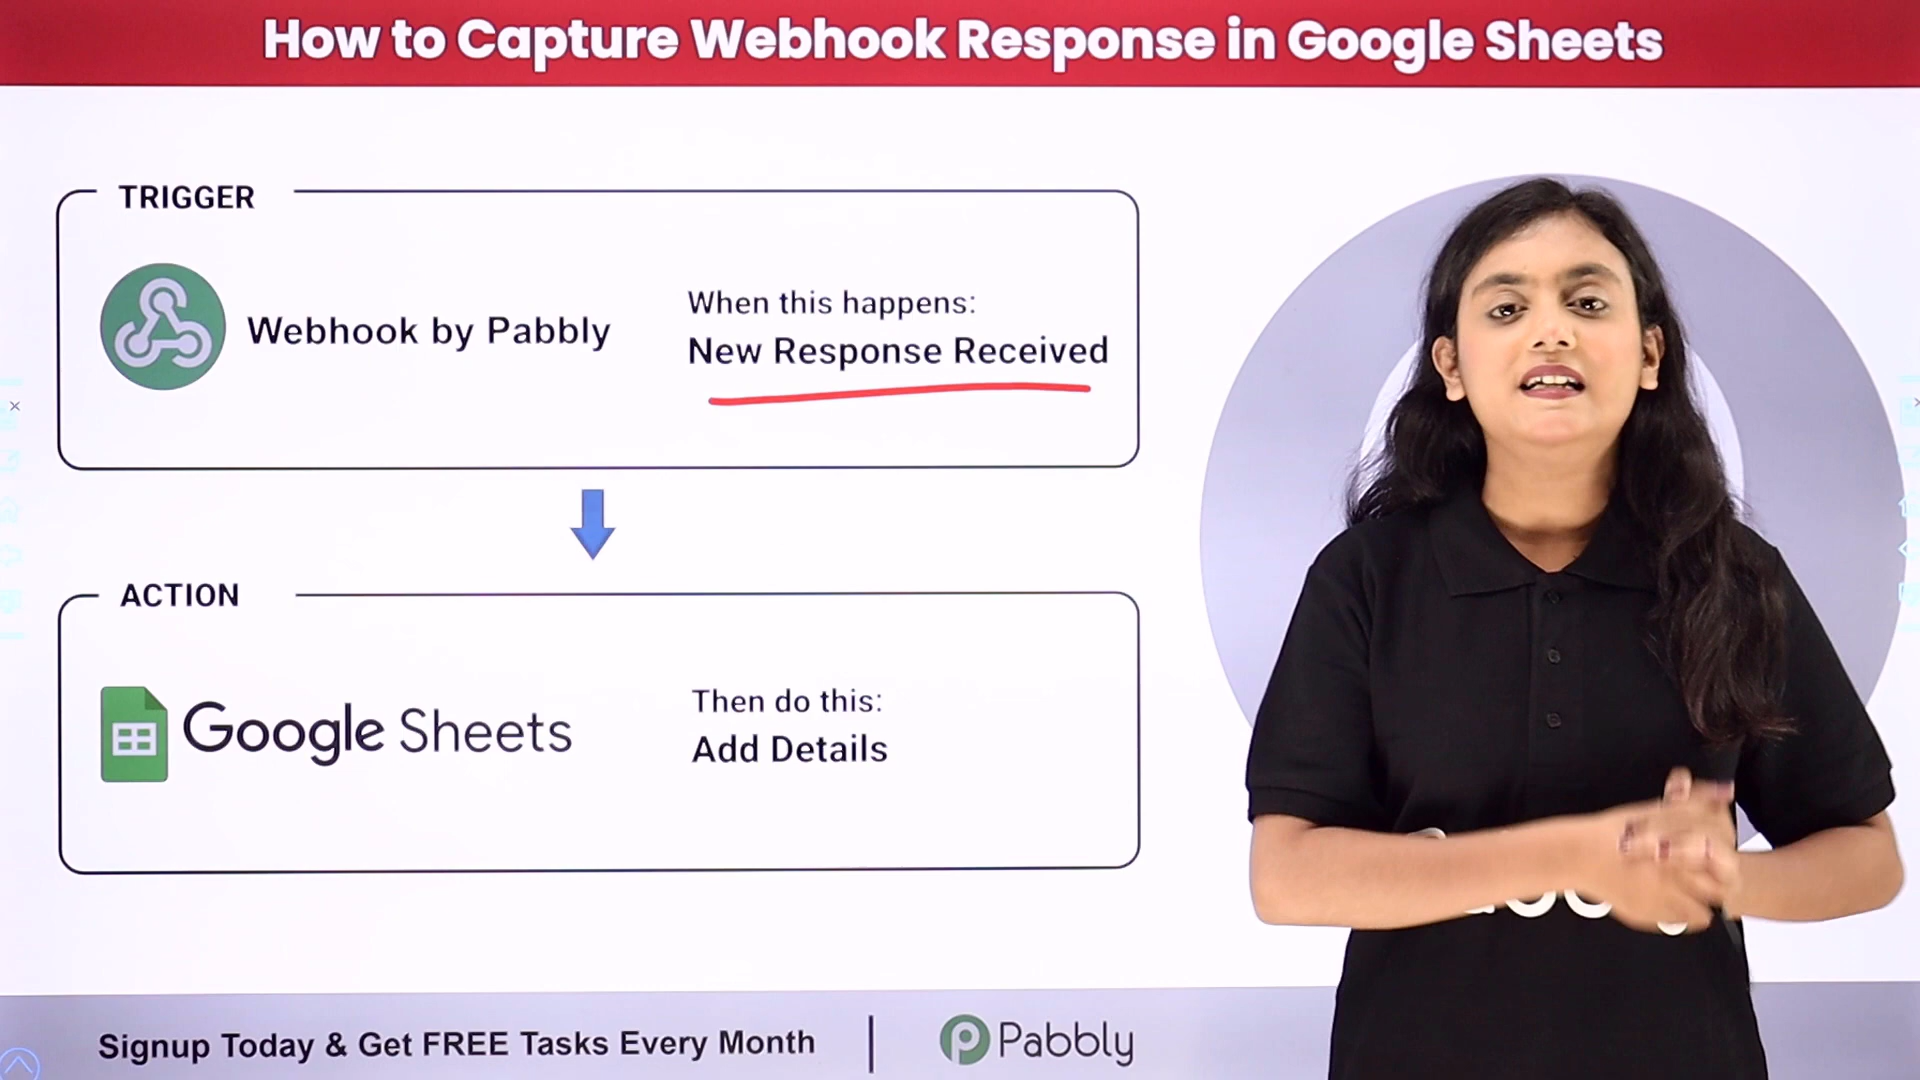 How to Capture Webhook Response in Google Sheets
TRIGGER
Webhook by Pabbly
When this happens:
New Response Received
ACTION
Google Sheets
Then do this:
Add Details
Signup Today & Get FREE Tasks Every Month
Pabbly